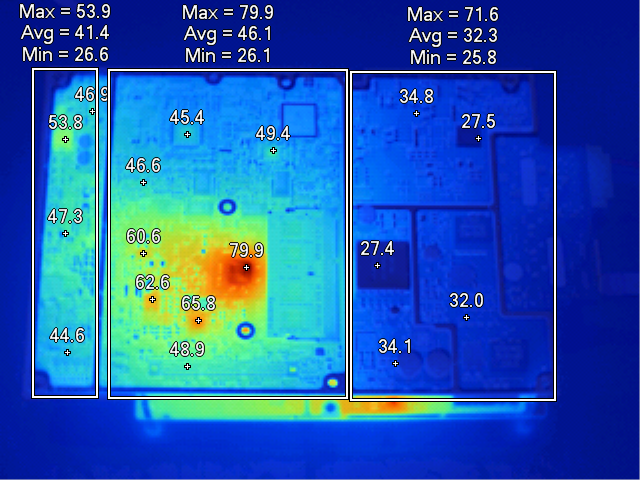 Max = 53.9
Avg = 41.4
Min = 26.6
Max = 79.9
Avg = 46.1
Min = 26.1
Max = 71.6
Avg = 32.3
Min = 25.8
46.9
53.8
47.3
44.6
45.4
49.4
46.6
60.6
79.9
62.6
65.8
48.9
34.8
27.5
27.4
32.0
34.1